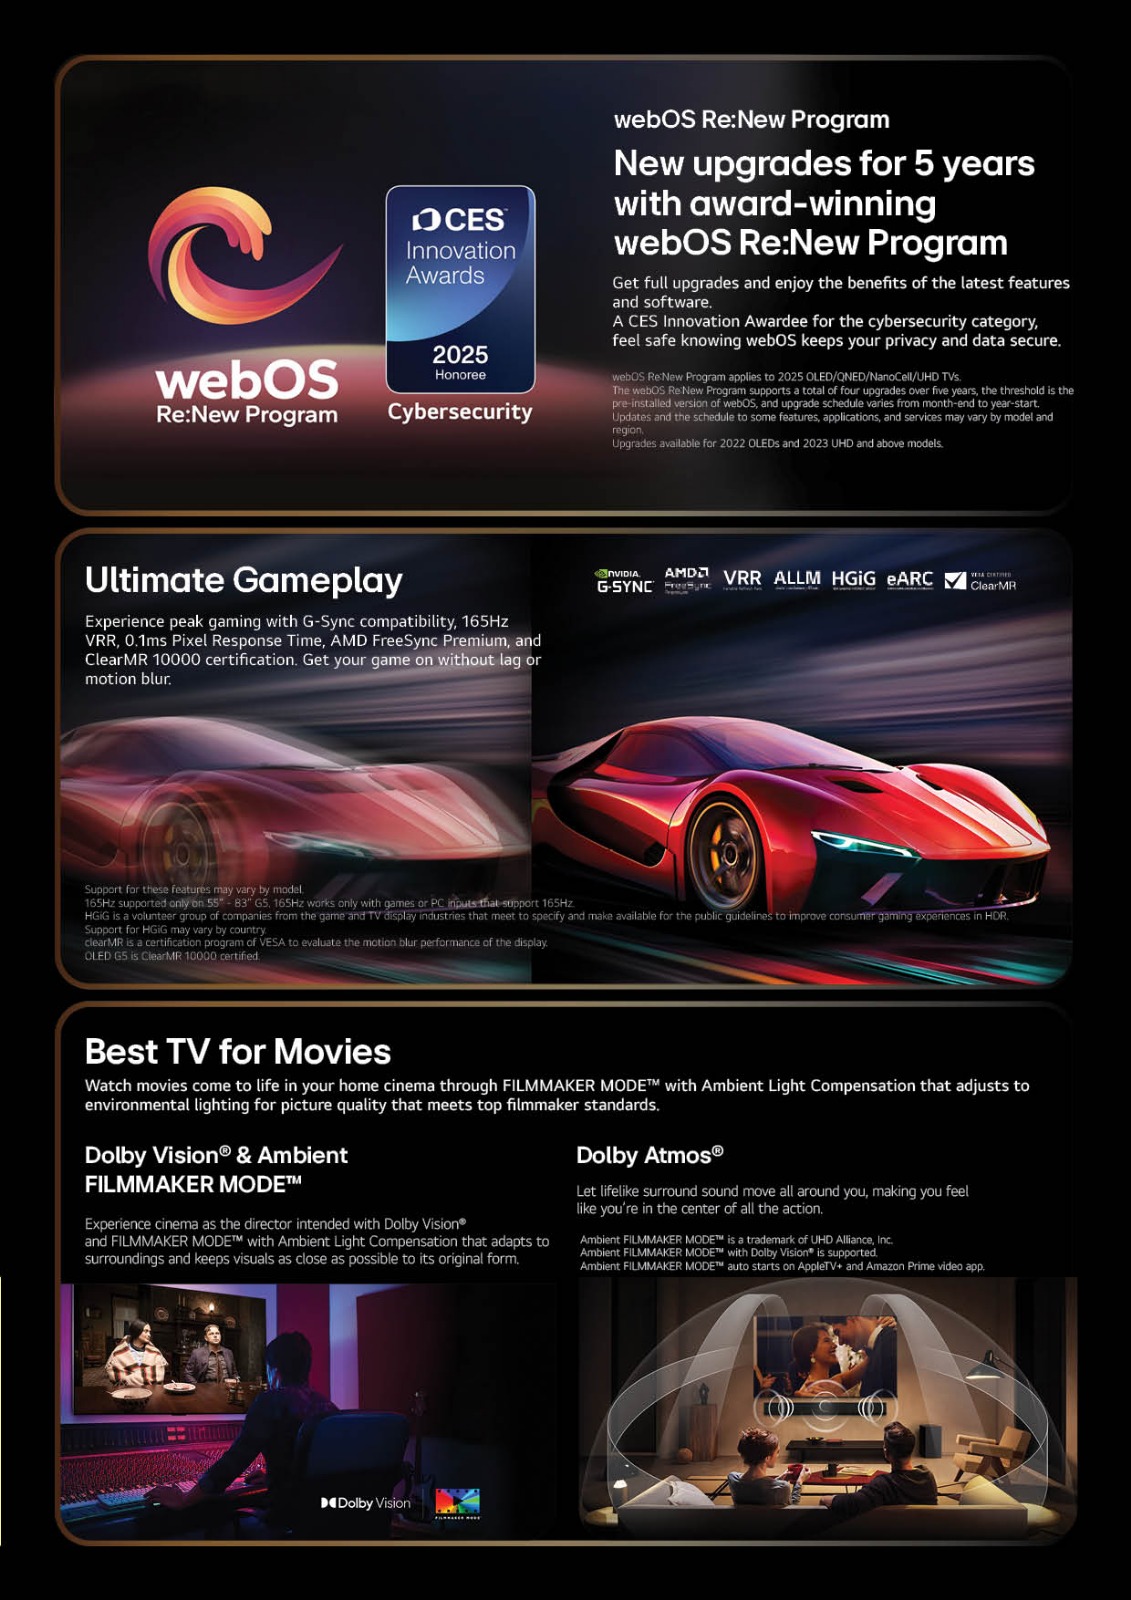 webOS Re:New Program
New upgrades for 5 years
with award-winning
webOS Re:New Program
Get full upgrades and enjoy the benefits of the latest features
and software.
A CES Innovation Awardee for the cybersecurity category,
feel safe knowing webOS keeps your privacy and data secure.
webOS Re:New Program applies to 2025 OLED/QNED/NanoCell/UHD TVs.
The webOS Re:New Program supports a total of four upgrades over five years, the threshold is the
pre-installed version of webOS, and upgrade schedule varies from month-end to year-start.
Updates and the schedule to some features, applications, and services may vary by model and
region.
Upgrades available for 2022 OLEDs and 2023 UHD and above models.
webOS
Re:New Program
CES
Innovation
Awards
2025
Honoree
Cybersecurity
Ultimate Gameplay
Experience peak gaming with G-Sync compatibility, 165Hz
VRR, 0.1ms Pixel Response Time, AMD FreeSync Premium, and
ClearMR 10000 certification. Get your game on without lag or
motion blur.
NVIDIA.
G-SYNC
AMD
FreeSync
Premium
VRR
ALLM
HGiG
eARC
VESA CERTIFIED
ClearMR
Support for these features may vary by model.
165Hz supported only on 55" - 83" G5. 165Hz works only with games or PC inputs that support 165Hz.
HGiG is a volunteer group of companies from the game and TV display industries that meet to specify and make available for the public guidelines to improve consumer gaming experiences in HDR.
Support for HGiG may vary by country.
clearMR is a certification program of VESA to evaluate the motion blur performance of the display.
OLED G5 is ClearMR 10000 certified.
Best TV for Movies
Watch movies come to life in your home cinema through FILMMAKER MODE™ with Ambient Light Compensation that adjusts to
environmental lighting for picture quality that meets top filmmaker standards.
Dolby Vision® & Ambient
FILMMAKER MODE™
Experience cinema as the director intended with Dolby Vision®
and FILMMAKER MODE™ with Ambient Light Compensation that adapts to
surroundings and keeps visuals as close as possible to its original form.
Dolby Atmos®
Let lifelike surround sound move all around you, making you feel
like you're in the center of all the action.
Ambient FILMMAKER MODE™ is a trademark of UHD Alliance, Inc.
Ambient FILMMAKER MODE™ with Dolby Vision® is supported.
Ambient FILMMAKER MODE™ auto starts on AppleTV+ and Amazon Prime video app.
Dolby Vision
FILMMAKER MODE